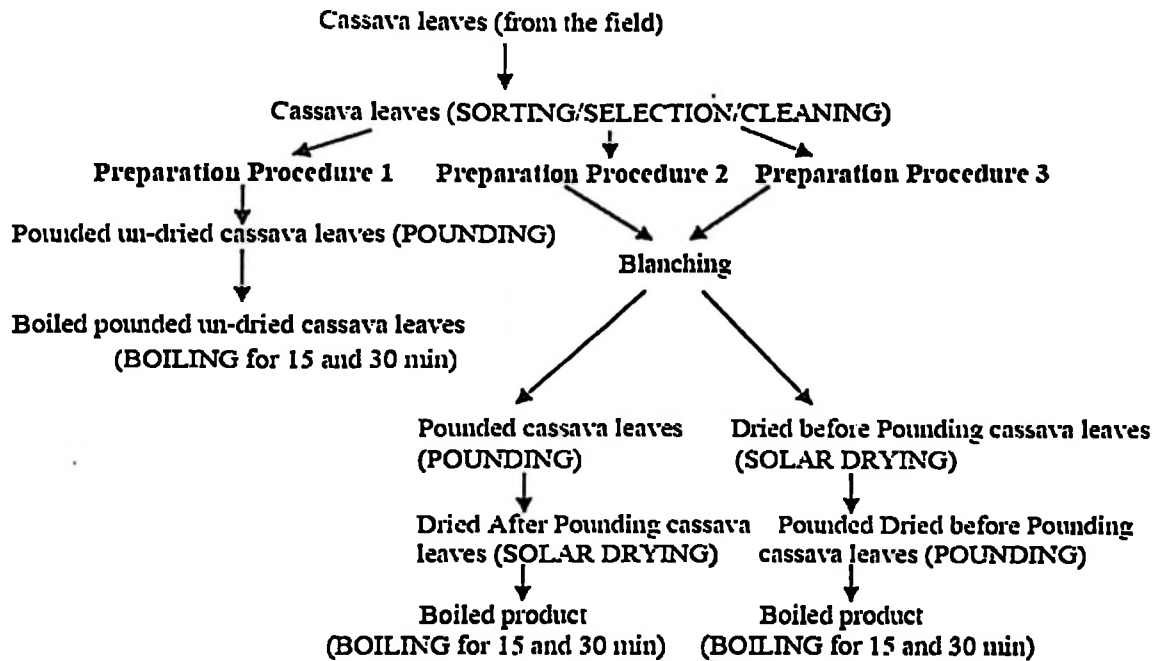 Cassava leaves (from the field)
Cassava leaves (SORTING/SELECTION/CLEANING)
Preparation Procedure 1
Preparation Procedure 2
Preparation Procedure 3
Pounded un-dried cassava leaves (POUNDING)
Blanching
Boiled pounded un-dried cassava leaves
(BOILING for 15 and 30 min)
Pounded cassava leaves
(POUNDING)
Dried before Pounding cassava leaves
(SOLAR DRYING)
Dried After Pounding cassava
leaves (SOLAR DRYING)
Pounded Dried before Pounding
cassava leaves (POUNDING)
Boiled product
(BOILING for 15 and 30 min)
Boiled product
(BOILING for 15 and 30 min)